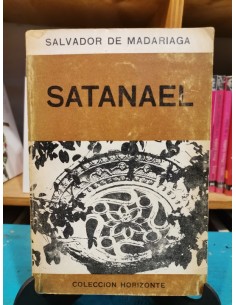 SALVADOR DE MADARIAGA
SATANAEL
COLECCION HORIZONTE